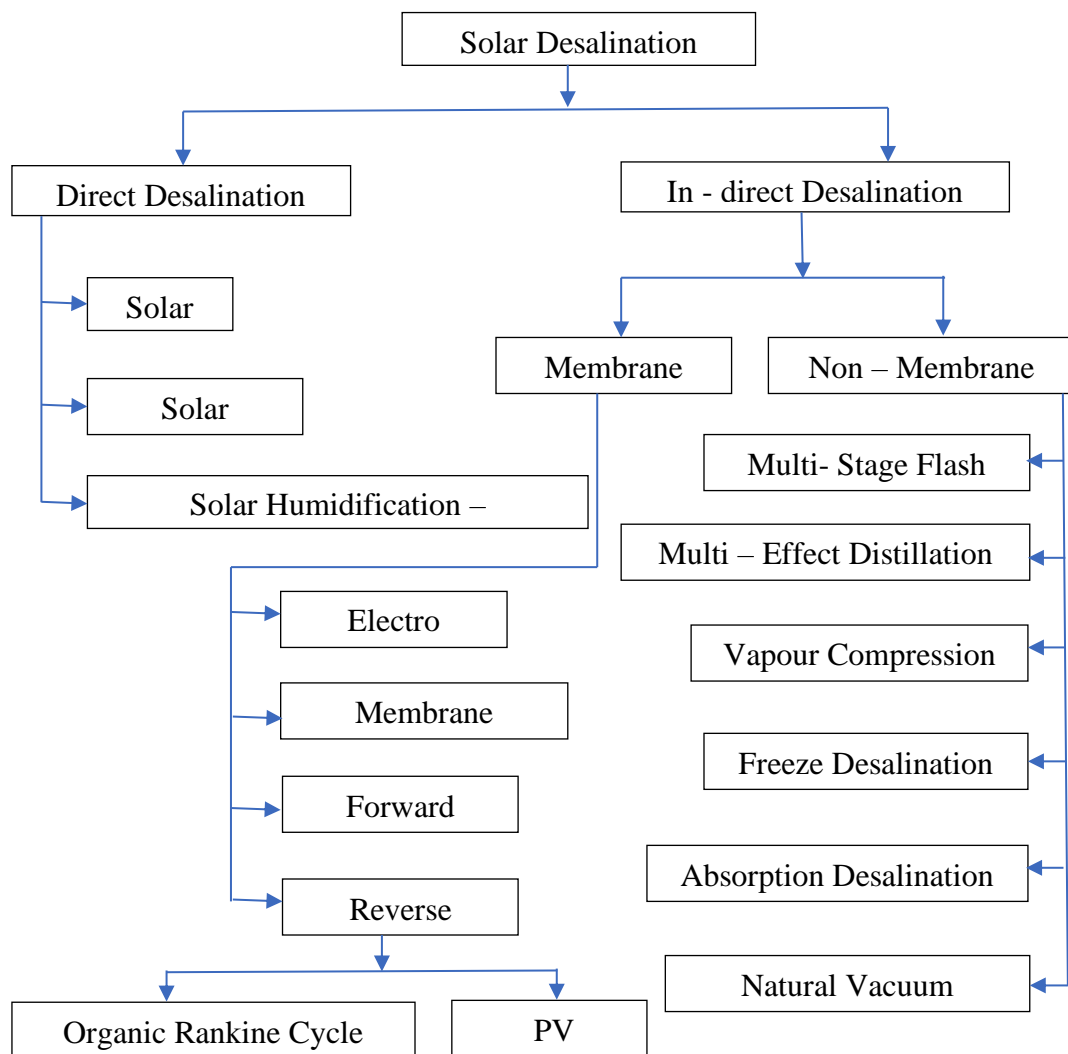 Solar Desalination
Direct Desalination
In - direct Desalination
Solar
Solar
Solar Humidification –
Membrane
Non – Membrane
Multi- Stage Flash
Multi – Effect Distillation
Vapour Compression
Freeze Desalination
Absorption Desalination
Natural Vacuum
Electro
Membrane
Forward
Reverse
Organic Rankine Cycle
PV